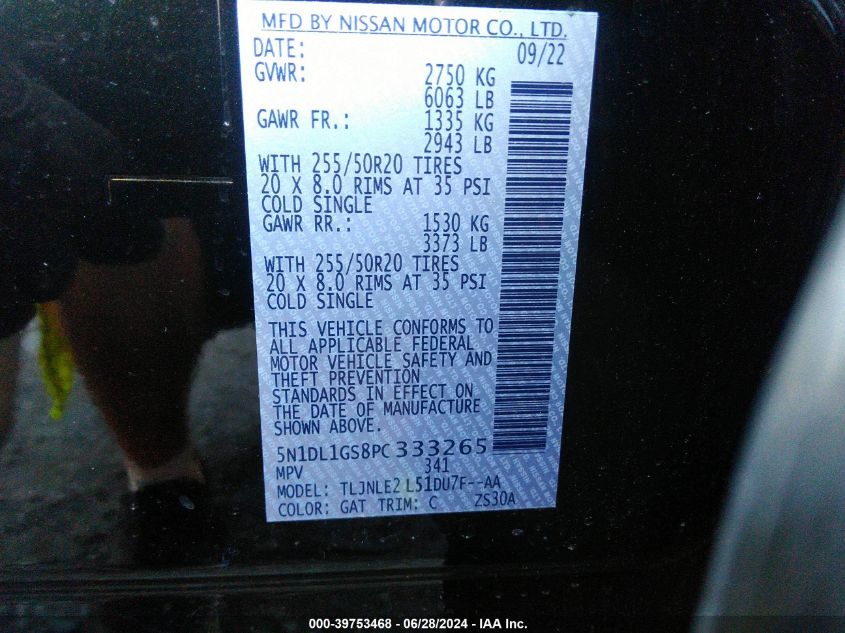 MFD BY NISSAN MOTOR CO., LTD.
DATE: 09/22
GVWR: 2750 KG
6063 LB
GAWR FR.: 1335 KG
2943 LB
WITH 255/50R20 TIRES
20 X 8.0 RIMS AT 35 PSI
COLD SINGLE
GAWR RR.: 1530 KG
3373 LB
WITH 255/50R20 TIRES
20 X 8.0 RIMS AT 35 PSI
COLD SINGLE
THIS VEHICLE CONFORMS TO
ALL APPLICABLE FEDERAL
MOTOR VEHICLE SAFETY AND
THEFT PREVENTION
STANDARDS IN EFFECT ON
THE DATE OF MANUFACTURE
SHOWN ABOVE.
5N1DL1GS8PC333265
MPV 341
MODEL: TLJNLE2 L51DU7F--AA
COLOR: GAT TRIM: C ZS30A
000-39753468 - 06/28/2024 - IAA Inc.